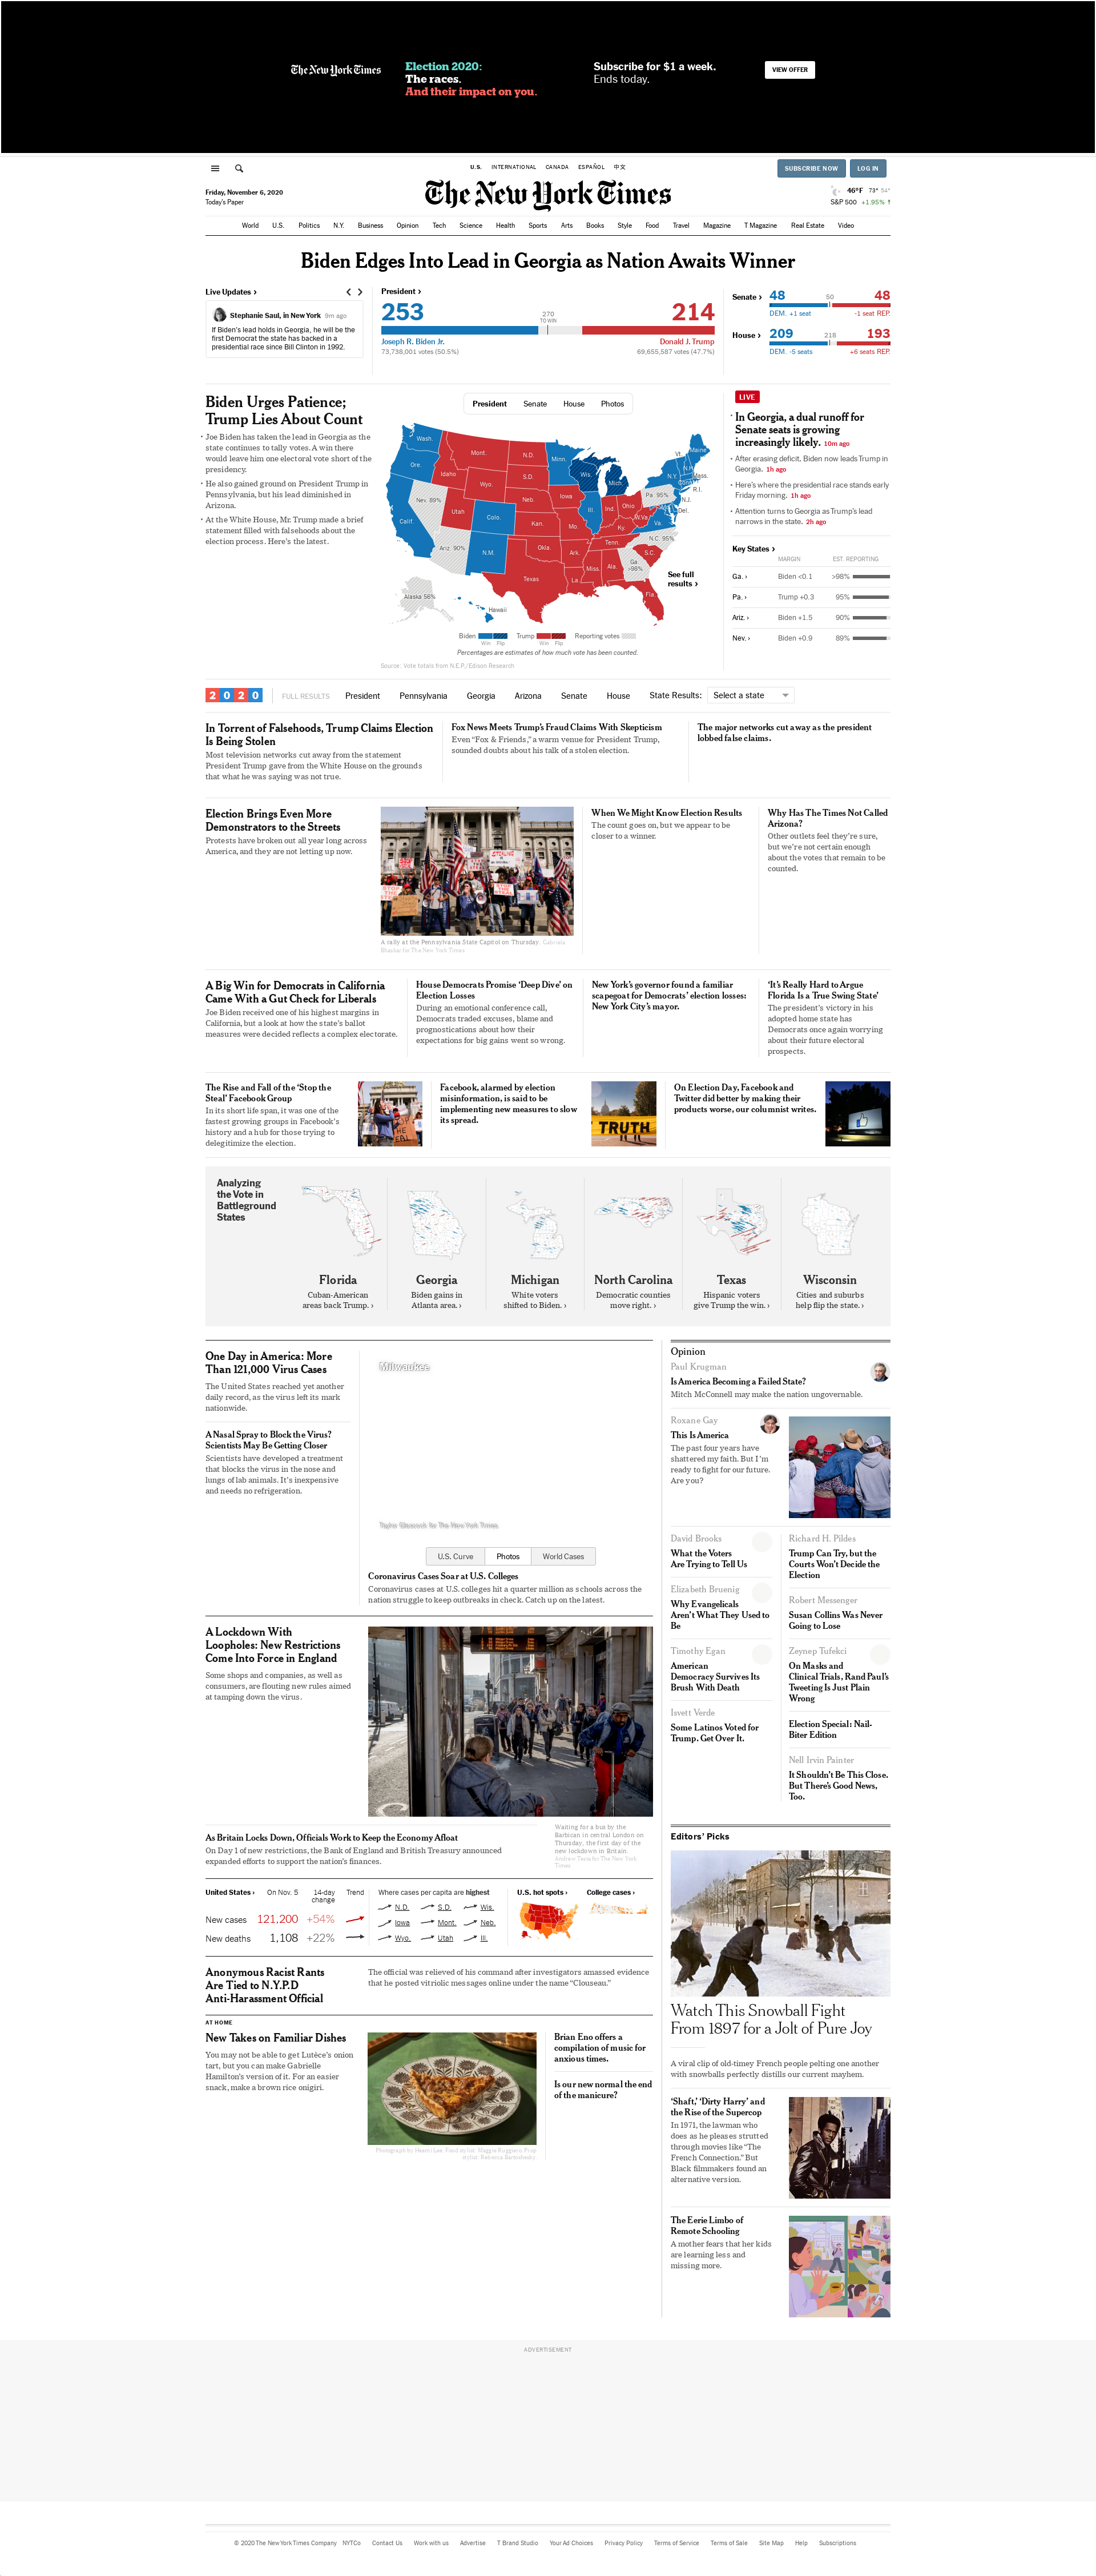 The New York Times
Election 2020:
The races.
And their impact on you.
Subscribe for $1 a week.
Ends today.
VIEW OFFER
U.S. INTERNATIONAL CANADA ESPAÑOL 中文
SUBSCRIBE NOW LOG IN
Friday, November 6, 2020
Today's Paper
The New York Times
46°F 73° 54°
S&P 500 +1.95%
World U.S. Politics N.Y. Business Opinion Tech Science Health Sports Arts Books Style Food Travel Magazine T Magazine Real Estate Video
Biden Edges Into Lead in Georgia as Nation Awaits Winner
Live Updates ›
Stephanie Saul, in New York 9m ago
If Biden's lead holds in Georgia, he will be the
first Democrat the state has backed in a
presidential race since Bill Clinton in 1992.
President ›
253
270
TO WIN
214
Joseph R. Biden Jr.
Donald J. Trump
73,738,001 votes (50.5%)
69,655,587 votes (47.7%)
Senate ›
48
50
48
DEM. +1 seat
-1 seat REP.
House ›
209
218
193
DEM. -5 seats
+6 seats REP.
Biden Urges Patience;
Trump Lies About Count
Joe Biden has taken the lead in Georgia as the
state continues to tally votes. A win there
would leave him one electoral vote short of the
presidency.
He also gained ground on President Trump in
Pennsylvania, but his lead diminished in
Arizona.
At the White House, Mr. Trump made a brief
statement filled with falsehoods about the
election process. Here's the latest.
President Senate House Photos
Wash.
Ore.
Calif.
Nev. 89%
Idaho
Mont.
Wyo.
Utah
Ariz. 90%
Colo.
N.M.
N.D.
S.D.
Neb.
Kan.
Okla.
Texas
Minn.
Iowa
Mo.
Ark.
La.
Wis.
Ill.
Mich.
Ind.
Ohio
Ky.
Tenn.
Miss.
Ala.
Ga.
>98%
Fla.
S.C.
N.C. 95%
Va.
W.Va.
Pa. 95%
N.Y.
Vt.
N.H.
Maine
Mass.
R.I.
Conn.
N.J.
Del.
Alaska 56%
Hawaii
See full
results ›
Biden Trump Reporting votes
Win Flip Win Flip
Percentages are estimates of how much vote has been counted.
Source: Vote totals from N.E.P./Edison Research
LIVE
In Georgia, a dual runoff for
Senate seats is growing
increasingly likely. 10m ago
After erasing deficit, Biden now leads Trump in
Georgia. 1h ago
Here's where the presidential race stands early
Friday morning. 1h ago
Attention turns to Georgia as Trump's lead
narrows in the state. 2h ago
Key States ›
MARGIN EST. REPORTING
Ga. › Biden <0.1 >98%
Pa. › Trump +0.3 95%
Ariz. › Biden +1.5 90%
Nev. › Biden +0.9 89%
2020 FULL RESULTS President Pennsylvania Georgia Arizona Senate House State Results: Select a state
In Torrent of Falsehoods, Trump Claims Election
Is Being Stolen
Most television networks cut away from the statement
President Trump gave from the White House on the grounds
that what he was saying was not true.
Fox News Meets Trump's Fraud Claims With Skepticism
Even “Fox & Friends,” a warm venue for President Trump,
sounded doubts about his talk of a stolen election.
The major networks cut away as the president
lobbed false claims.
Election Brings Even More
Demonstrators to the Streets
Protests have broken out all year long across
America, and they are not letting up now.
A rally at the Pennsylvania State Capitol on Thursday. Gabriela
Bhaskar for The New York Times
When We Might Know Election Results
The count goes on, but we appear to be
closer to a winner.
Why Has The Times Not Called
Arizona?
Other outlets feel they're sure,
but we're not certain enough
about the votes that remain to be
counted.
A Big Win for Democrats in California
Came With a Gut Check for Liberals
Joe Biden received one of his highest margins in
California, but a look at how the state's ballot
measures were decided reflects a complex electorate.
House Democrats Promise ‘Deep Dive’ on
Election Losses
During an emotional conference call,
Democrats traded excuses, blame and
prognostications about how their
expectations for big gains went so wrong.
New York's governor found a familiar
scapegoat for Democrats' election losses:
New York City's mayor.
‘It's Really Hard to Argue
Florida Is a True Swing State’
The president's victory in his
adopted home state has
Democrats once again worrying
about their future electoral
prospects.
The Rise and Fall of the ‘Stop the
Steal’ Facebook Group
In its short life span, it was one of the
fastest growing groups in Facebook's
history and a hub for those trying to
delegitimize the election.
Facebook, alarmed by election
misinformation, is said to be
implementing new measures to slow
its spread.
TRUTH
On Election Day, Facebook and
Twitter did better by making their
products worse, our columnist writes.
Analyzing
the Vote in
Battleground
States
Florida
Cuban-American
areas back Trump. ›
Georgia
Biden gains in
Atlanta area. ›
Michigan
White voters
shifted to Biden. ›
North Carolina
Democratic counties
move right. ›
Texas
Hispanic voters
give Trump the win. ›
Wisconsin
Cities and suburbs
help flip the state. ›
One Day in America: More
Than 121,000 Virus Cases
The United States reached yet another
daily record, as the virus left its mark
nationwide.
A Nasal Spray to Block the Virus?
Scientists May Be Getting Closer
Scientists have developed a treatment
that blocks the virus in the nose and
lungs of lab animals. It's inexpensive
and needs no refrigeration.
Milwaukee
Taylor Glascock for The New York Times
U.S. Curve Photos World Cases
Coronavirus Cases Soar at U.S. Colleges
Coronavirus cases at U.S. colleges hit a quarter million as schools across the
nation struggle to keep outbreaks in check. Catch up on the latest.
A Lockdown With
Loopholes: New Restrictions
Come Into Force in England
Some shops and companies, as well as
consumers, are flouting new rules aimed
at tamping down the virus.
As Britain Locks Down, Officials Work to Keep the Economy Afloat
On Day 1 of new restrictions, the Bank of England and British Treasury announced
expanded efforts to support the nation's finances.
Waiting for a bus by the
Barbican in central London on
Thursday, the first day of the
new lockdown in Britain.
Andrew Testa for The New York
Times
United States › On Nov. 5 14-day
change Trend
New cases 121,200 +54%
New deaths 1,108 +22%
Where cases per capita are highest
N.D. S.D. Wis.
Iowa Mont. Neb.
Wyo. Utah Ill.
U.S. hot spots ›
College cases ›
Anonymous Racist Rants
Are Tied to N.Y.P.D
Anti-Harassment Official
The official was relieved of his command after investigators amassed evidence
that he posted vitriolic messages online under the name “Clouseau.”
AT HOME
New Takes on Familiar Dishes
You may not be able to get Lutèce's onion
tart, but you can make Gabrielle
Hamilton's version of it. For an easier
snack, make a brown rice onigiri.
Photograph by Heami Lee. Food stylist: Maggie Ruggiero. Prop
stylist: Rebecca Bartoshesky.
Brian Eno offers a
compilation of music for
anxious times.
Is our new normal the end
of the manicure?
Opinion
Paul Krugman
Is America Becoming a Failed State?
Mitch McConnell may make the nation ungovernable.
Roxane Gay
This Is America
The past four years have
shattered my faith. But I'm
ready to fight for our future.
Are you?
David Brooks
What the Voters
Are Trying to Tell Us
Elizabeth Bruenig
Why Evangelicals
Aren't What They Used to
Be
Timothy Egan
American
Democracy Survives Its
Brush With Death
Isvett Verde
Some Latinos Voted for
Trump. Get Over It.
Richard H. Pildes
Trump Can Try, but the
Courts Won't Decide the
Election
Robert Messenger
Susan Collins Was Never
Going to Lose
Zeynep Tufekci
On Masks and
Clinical Trials, Rand Paul's
Tweeting Is Just Plain
Wrong
Election Special: Nail-
Biter Edition
Nell Irvin Painter
It Shouldn't Be This Close.
But There's Good News,
Too.
Editors' Picks
Watch This Snowball Fight
From 1897 for a Jolt of Pure Joy
A viral clip of old-timey French people pelting one another
with snowballs perfectly distills our current mayhem.
‘Shaft,’ ‘Dirty Harry’ and
the Rise of the Supercop
In 1971, the lawman who
does as he pleases strutted
through movies like “The
French Connection.” But
Black filmmakers found an
alternative version.
The Eerie Limbo of
Remote Schooling
A mother fears that her kids
are learning less and
missing more.
ADVERTISEMENT
© 2020 The New York Times Company NYTCo Contact Us Work with us Advertise T Brand Studio Your Ad Choices Privacy Policy Terms of Service Terms of Sale Site Map Help Subscriptions